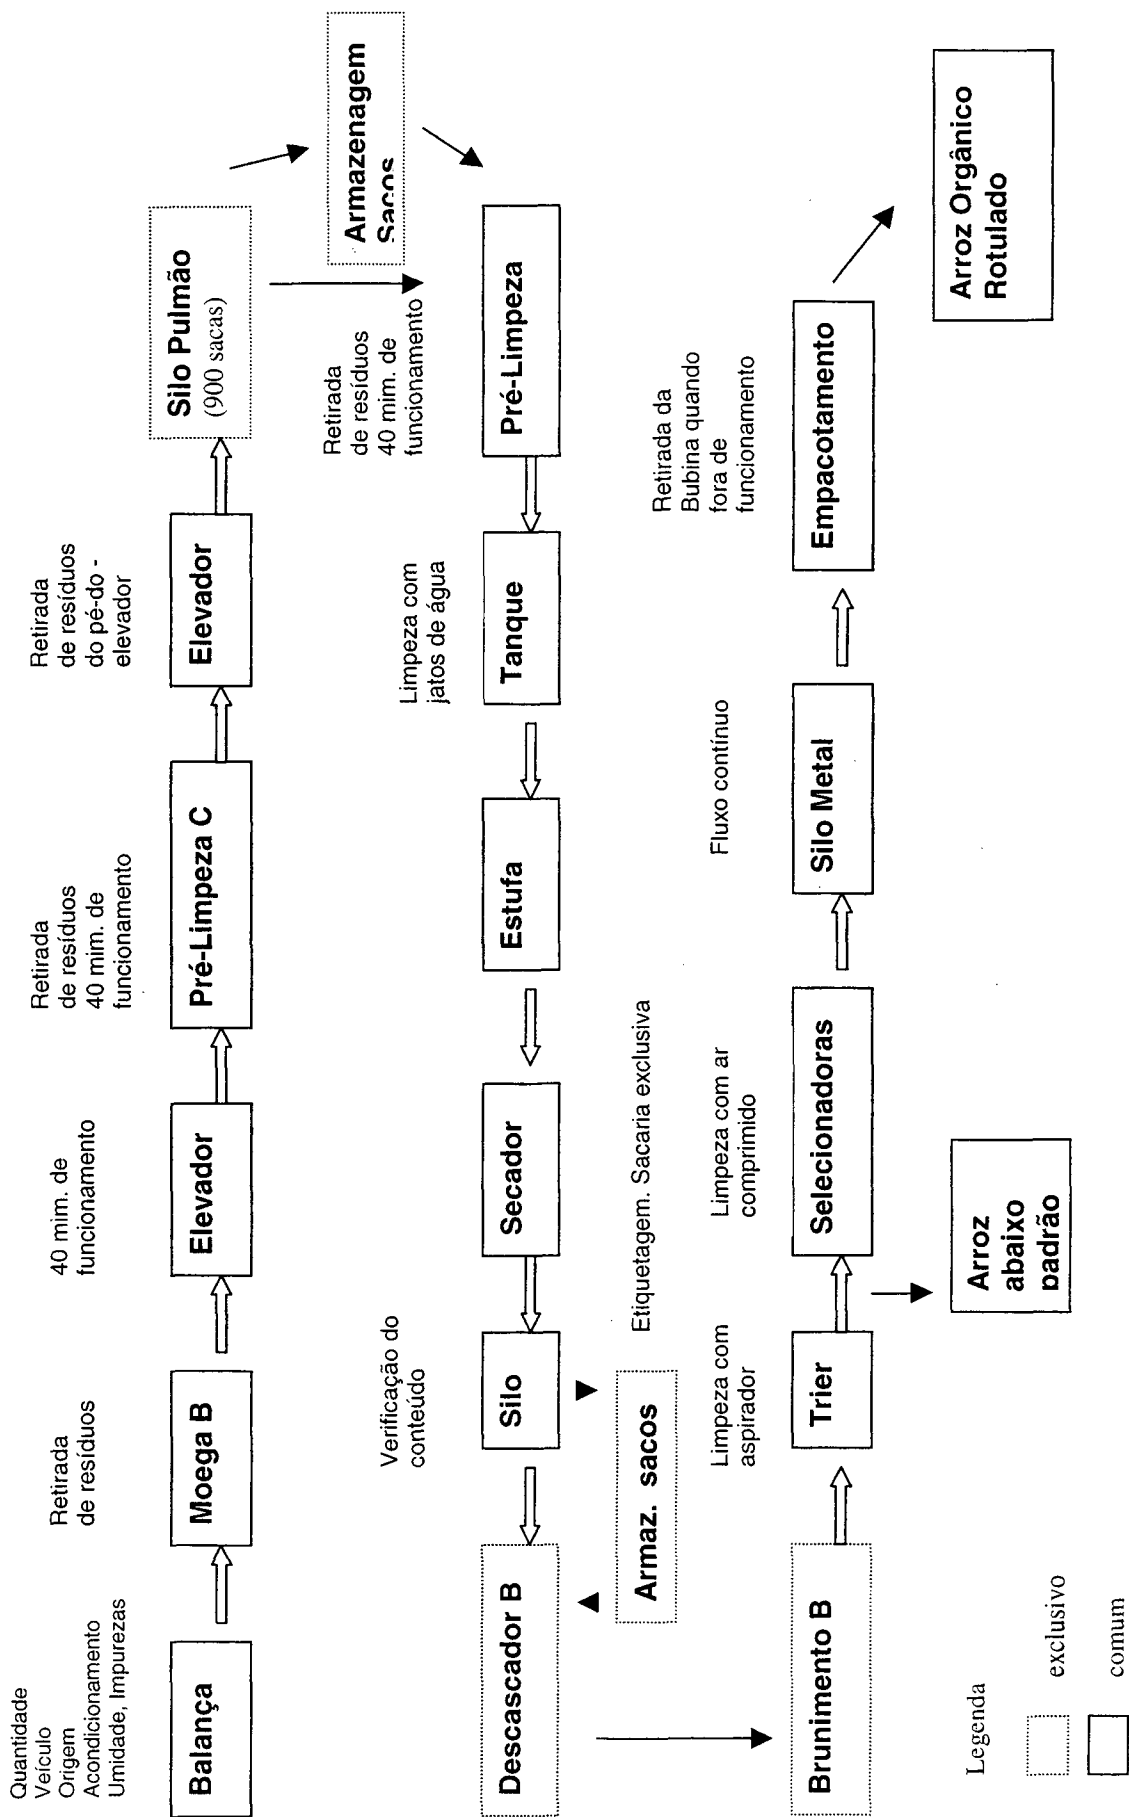 Quantidade
Veículo
Origem
Acondicionamento
Umidade, Impurezas
Balança
Retirada
de resíduos
Moega B
40 mim. de
funcionamento
Elevador
Retirada
de resíduos
40 mim. de
funcionamento
Pré-Limpeza C
Retirada
de resíduos
do pé-do -
elevador
Elevador
Silo Pulmão
(900 sacas)
Armazenagem
Sacos
Retirada
de resíduos
40 mim. de
funcionamento
Pré-Limpeza
Limpeza com
jatos de água
Tanque
Estufa
Secador
Verificação do
conteúdo
Silo
Etiquetagem. Sacaria exclusiva
Armaz. sacos
Descascador B
Brunimento B
Limpeza com
aspirador
Trier
Limpeza com ar
comprimido
Selecionadoras
Arroz
abaixo
padrão
Fluxo contínuo
Silo Metal
Retirada da
Bubina quando
fora de
funcionamento
Empacotamento
Arroz Orgânico
Rotulado
Legenda
exclusivo
comum